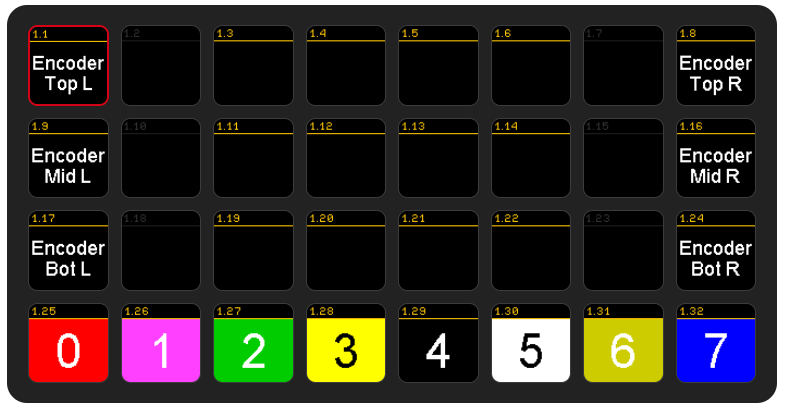 1.1 1.2 1.3 1.4 1.5 1.6 1.7 1.8
Encoder Encoder
Top L Top R
1.9 1.10 1.11 1.12 1.13 1.14 1.15 1.16
Encoder Encoder
Mid L Mid R
1.17 1.18 1.19 1.20 1.21 1.22 1.23 1.24
Encoder Encoder
Bot L Bot R
1.25 1.26 1.27 1.28 1.29 1.30 1.31 1.32
0 1 2 3 4 5 6 7